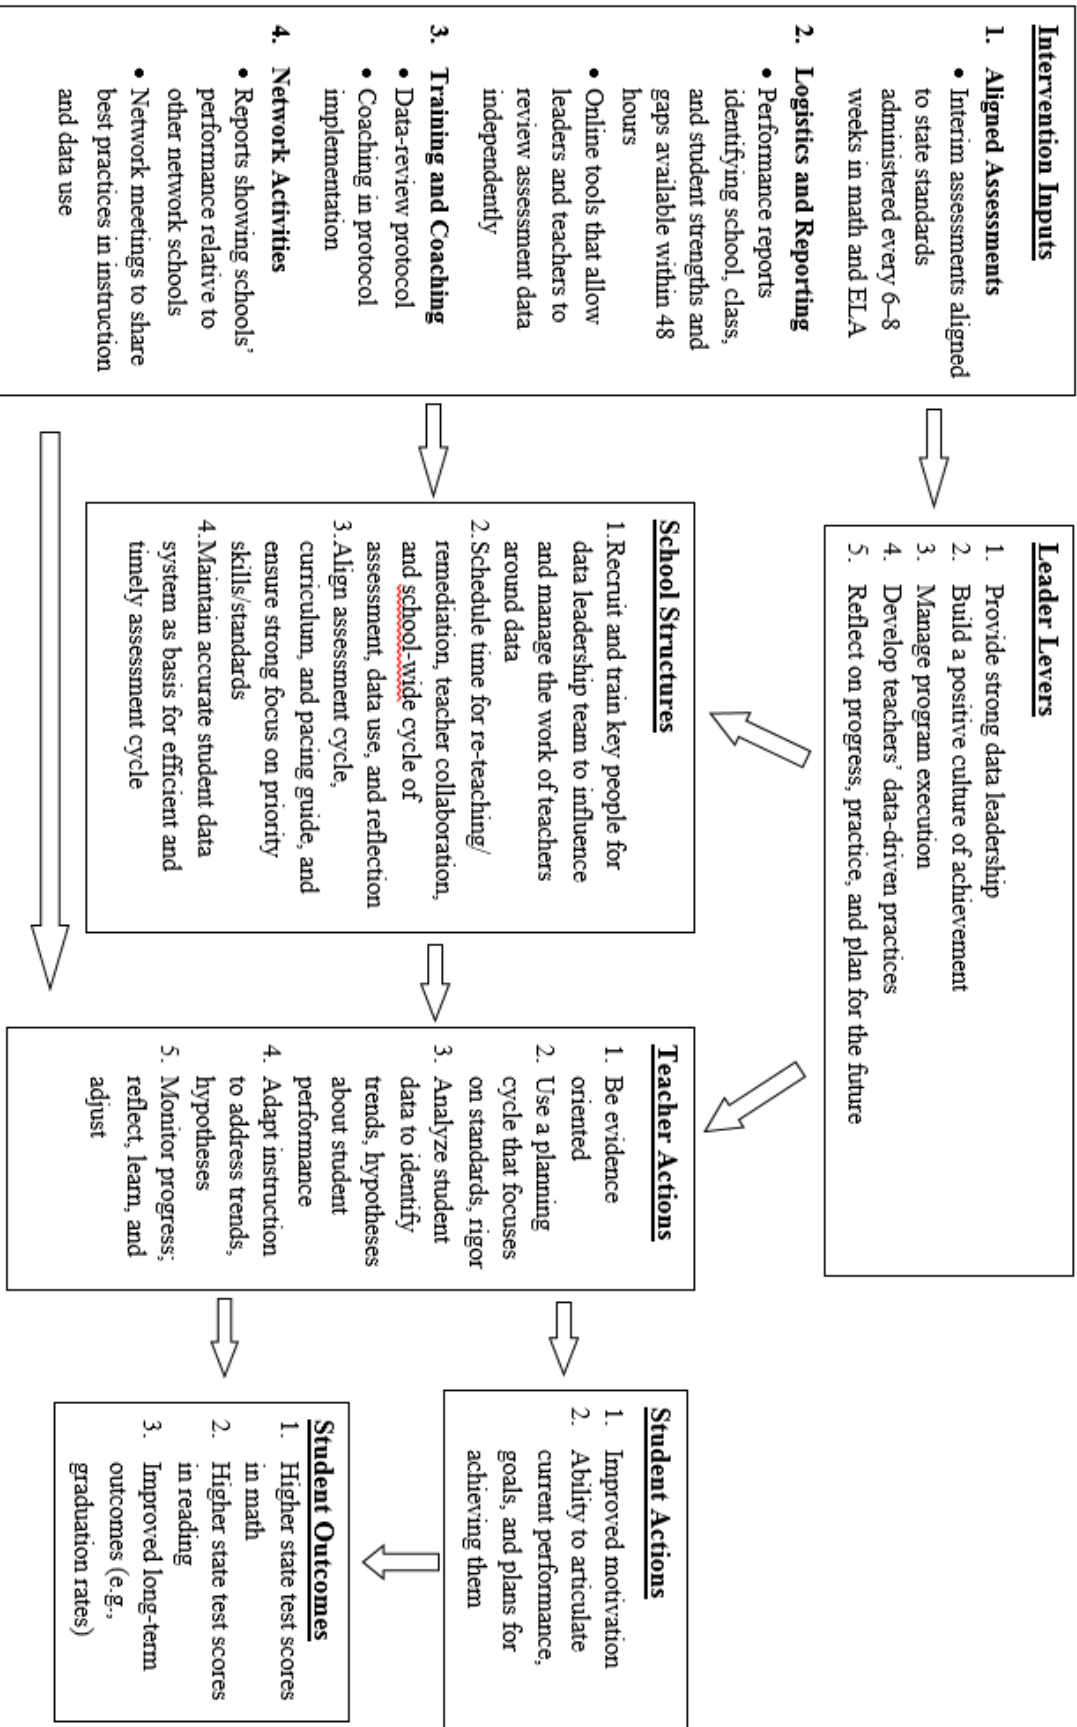 Intervention Inputs
1. Aligned Assessments
• Interim assessments aligned
to state standards
administered every 6–8
weeks in math and ELA
2. Logistics and Reporting
• Performance reports
identifying school, class,
and student strengths and
gaps available within 48
hours
• Online tools that allow
leaders and teachers to
review assessment data
independently
3. Training and Coaching
• Data-review protocol
• Coaching in protocol
implementation
4. Network Activities
• Reports showing schools’
performance relative to
other network schools
• Network meetings to share
best practices in instruction
and data use
Leader Levers
1. Provide strong data leadership
2. Build a positive culture of achievement
3. Manage program execution
4. Develop teachers’ data-driven practices
5. Reflect on progress, practice, and plan for the future
School Structures
1. Recruit and train key people for
data leadership team to influence
and manage the work of teachers
around data
2. Schedule time for re-teaching/
remediation, teacher collaboration,
and school-wide cycle of
assessment, data use, and reflection
3. Align assessment cycle,
curriculum, and pacing guide, and
ensure strong focus on priority
skills/standards
4. Maintain accurate student data
system as basis for efficient and
timely assessment cycle
Teacher Actions
1. Be evidence
oriented
2. Use a planning
cycle that focuses
on standards, rigor
3. Analyze student
data to identify
trends, hypotheses
about student
performance
4. Adapt instruction
to address trends,
hypotheses
5. Monitor progress;
reflect, learn, and
adjust
Student Actions
1. Improved motivation
2. Ability to articulate
current performance,
goals, and plans for
achieving them
Student Outcomes
1. Higher state test scores
in math
2. Higher state test scores
in reading
3. Improved long-term
outcomes (e.g.,
graduation rates)